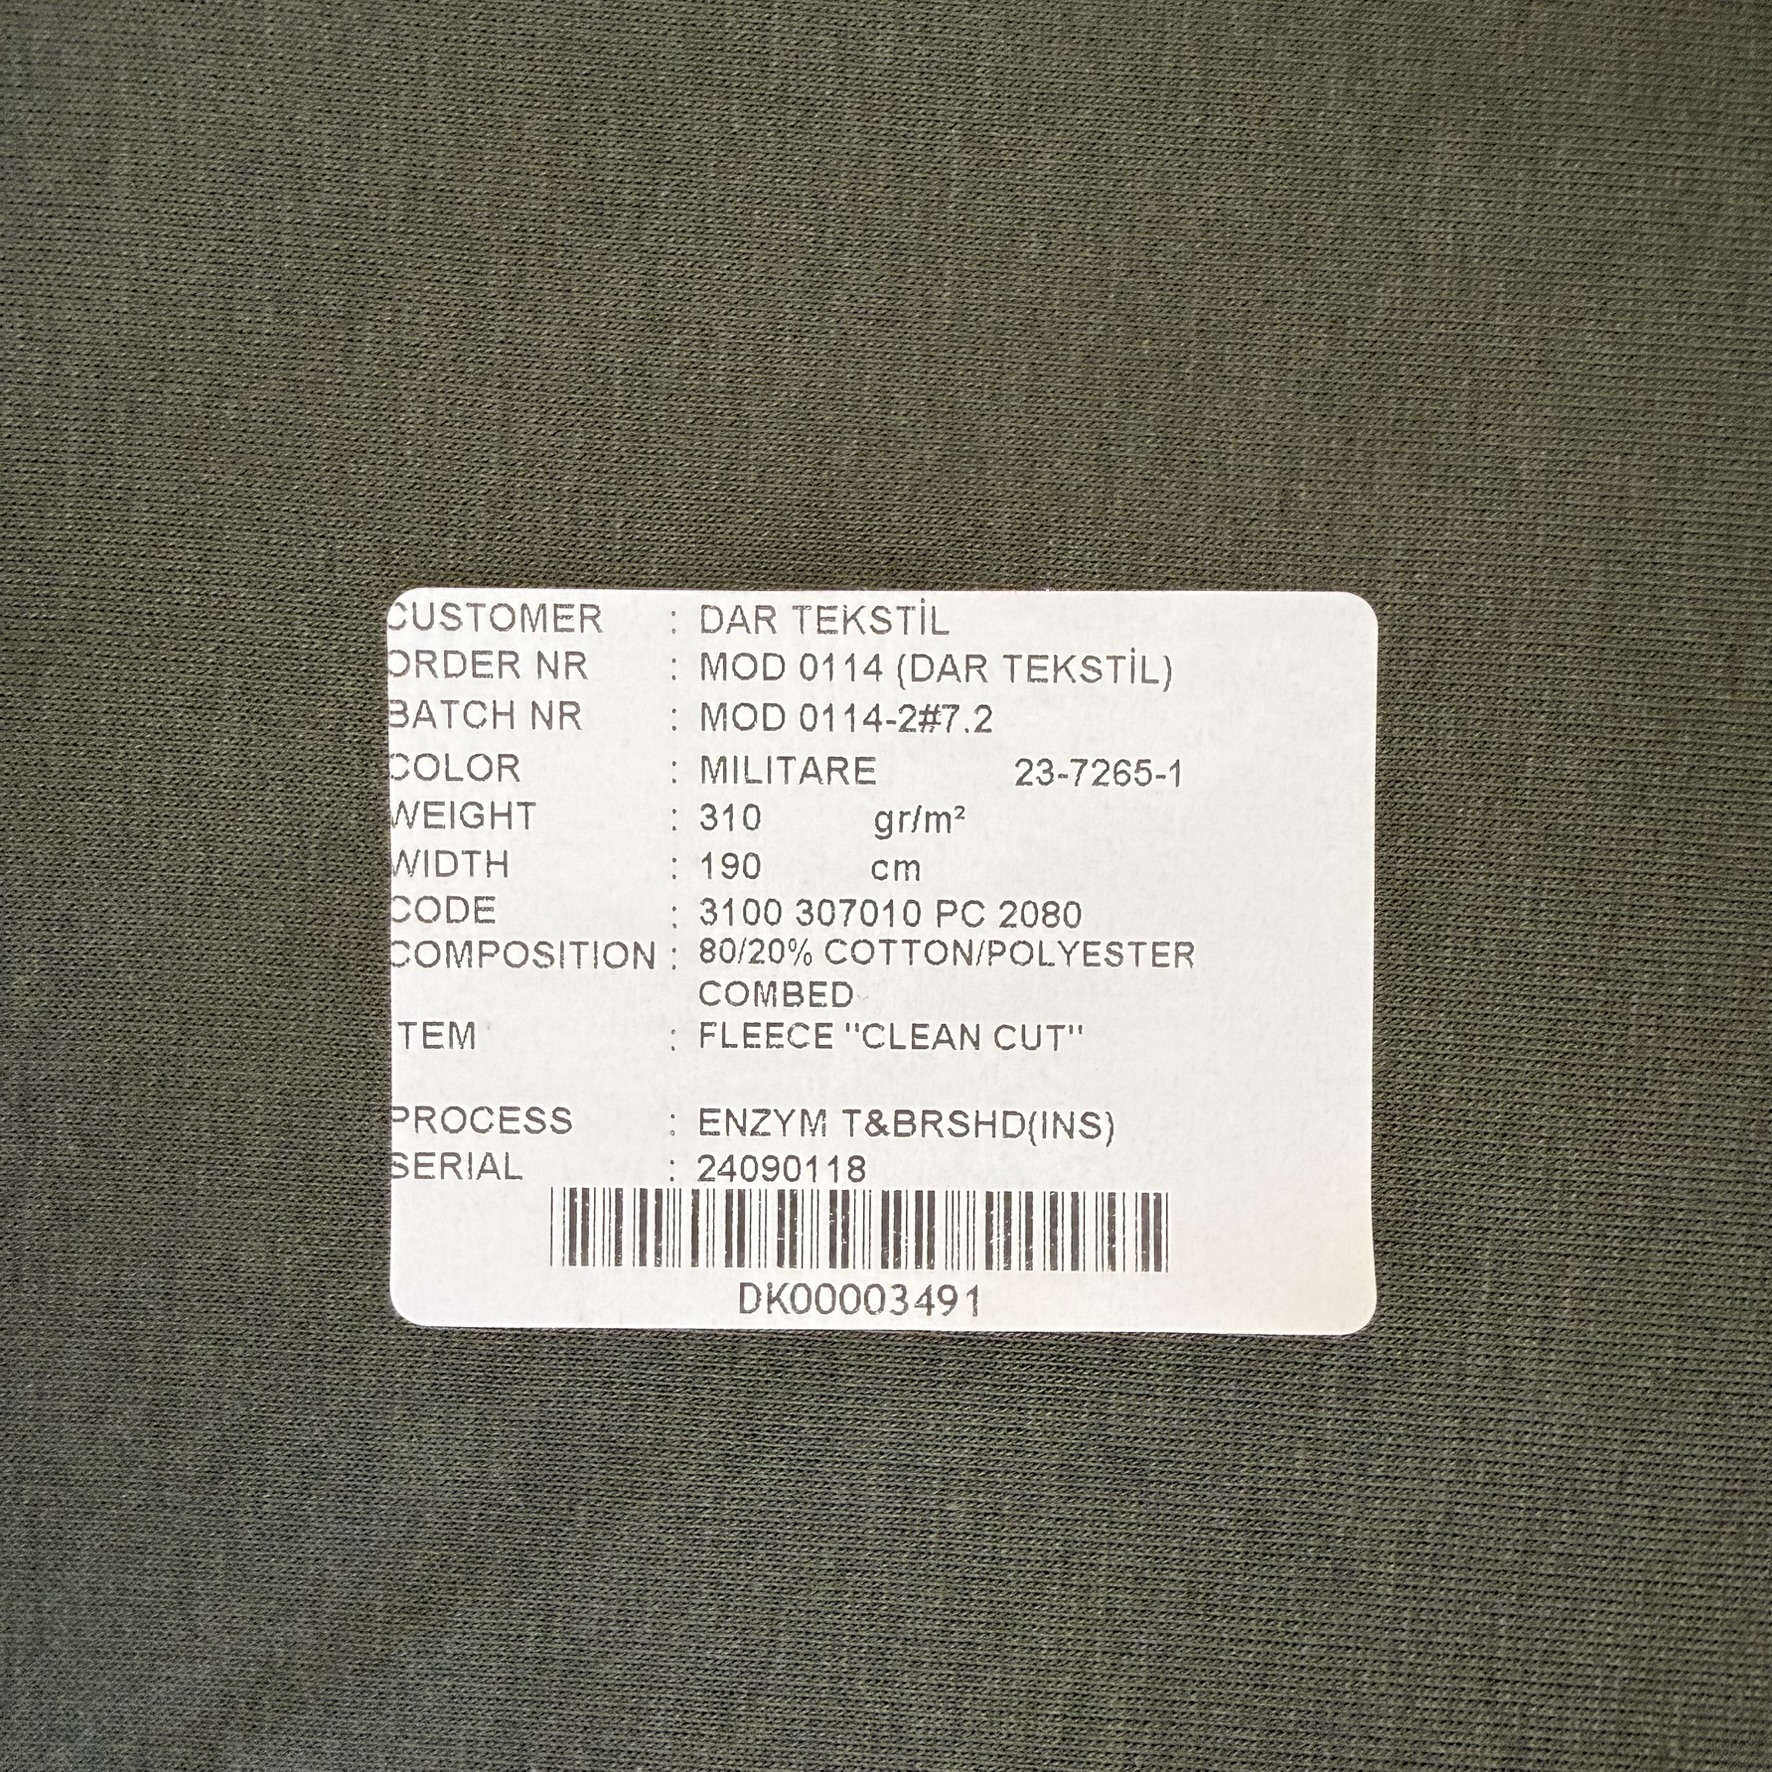 CUSTOMER : DAR TEKSTİL
ORDER NR : MOD 0114 (DAR TEKSTİL)
BATCH NR : MOD 0114-2#7.2
COLOR : MILITARE 23-7265-1
WEIGHT : 310 gr/m²
WIDTH : 190 cm
CODE : 3100 307010 PC 2080
COMPOSITION : 80/20% COTTON/POLYESTER
COMBED
ITEM : FLEECE "CLEAN CUT"
PROCESS : ENZYM T&BRSHD(INS)
SERIAL : 24090118
DK00003491